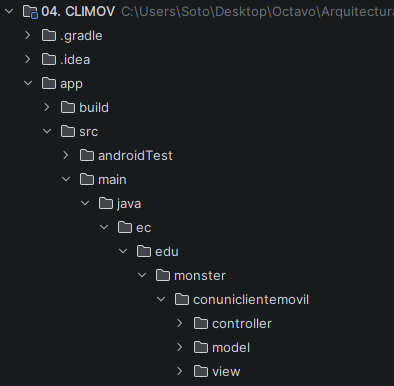 04. CLIMOV C:\Users\Soto\Desktop\Octavo\Arquitectura
.gradle
.idea
app
build
src
androidTest
main
java
ec
edu
monster
conuniclientemovil
controller
model
view